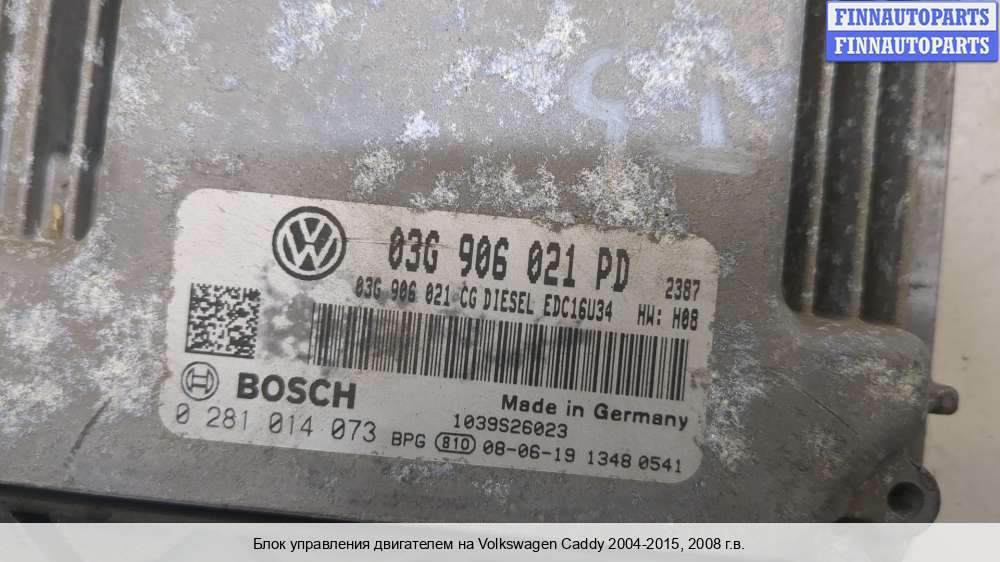 FINNAUTOPARTS
FINNAUTOPARTS
03G 906 021 PD 2387
03G 906 021 CG DIESEL EDC16U34 HW: H08
BOSCH
Made in Germany
0 281 014 073
1039S26023
BPG 810 08-06-19 1348 0541
Блок управления двигателем на Volkswagen Caddy 2004-2015, 2008 г.в.